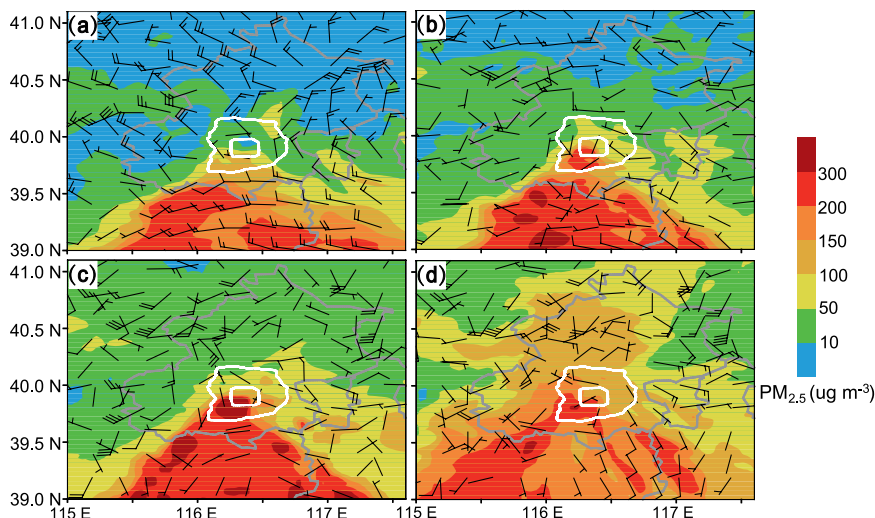 (a)
(b)
41.0 N
40.5 N
40.0 N
39.5 N
39.0 N
(c)
(d)
41.0 N
40.5 N
40.0 N
39.5 N
39.0 N
115 E
116 E
117 E
115 E
116 E
117 E
300
200
150
100
50
10
PM2.5 (ug m-3)